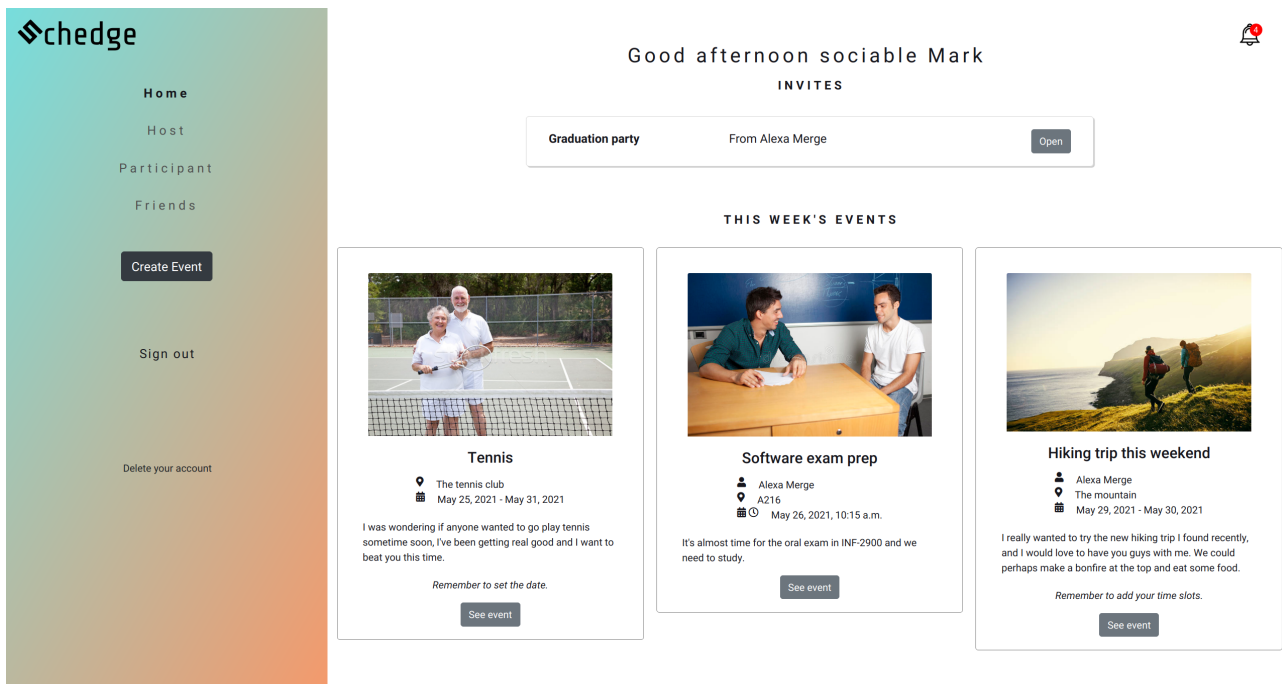 Schedge
Home
Host
Participant
Friends
Create Event
Sign out
Delete your account
4
Good afternoon sociable Mark
INVITES
Graduation party From Alexa Merge Open
THIS WEEK'S EVENTS
Tennis
The tennis club
May 25, 2021 - May 31, 2021
I was wondering if anyone wanted to go play tennis
sometime soon, I've been getting real good and I want to
beat you this time.
Remember to set the date.
See event
Software exam prep
Alexa Merge
A216
May 26, 2021, 10:15 a.m.
It's almost time for the oral exam in INF-2900 and we
need to study.
See event
Hiking trip this weekend
Alexa Merge
The mountain
May 29, 2021 - May 30, 2021
I really wanted to try the new hiking trip I found recently,
and I would love to have you guys with me. We could
perhaps make a bonfire at the top and eat some food.
Remember to add your time slots.
See event